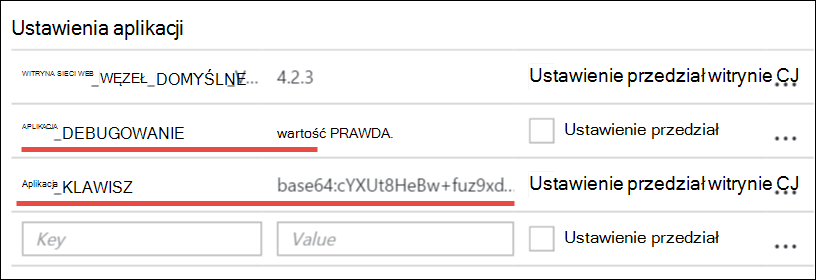 Ustawienia aplikacji
WITRYNA SIECI WEB_WĘZEŁ_DOMYŚLNE_V... 4.2.3 Ustawienie przedział witrynie CJ ...
APLIKACJA_DEBUGOWANIE wartość PRAWDA. Ustawienie przedział ...
Aplikacja_KLAWISZ base64:cYXUt8HeBw+fuz9xd... Ustawienie przedział witrynie CJ ...
Key Value Ustawienie przedział ...